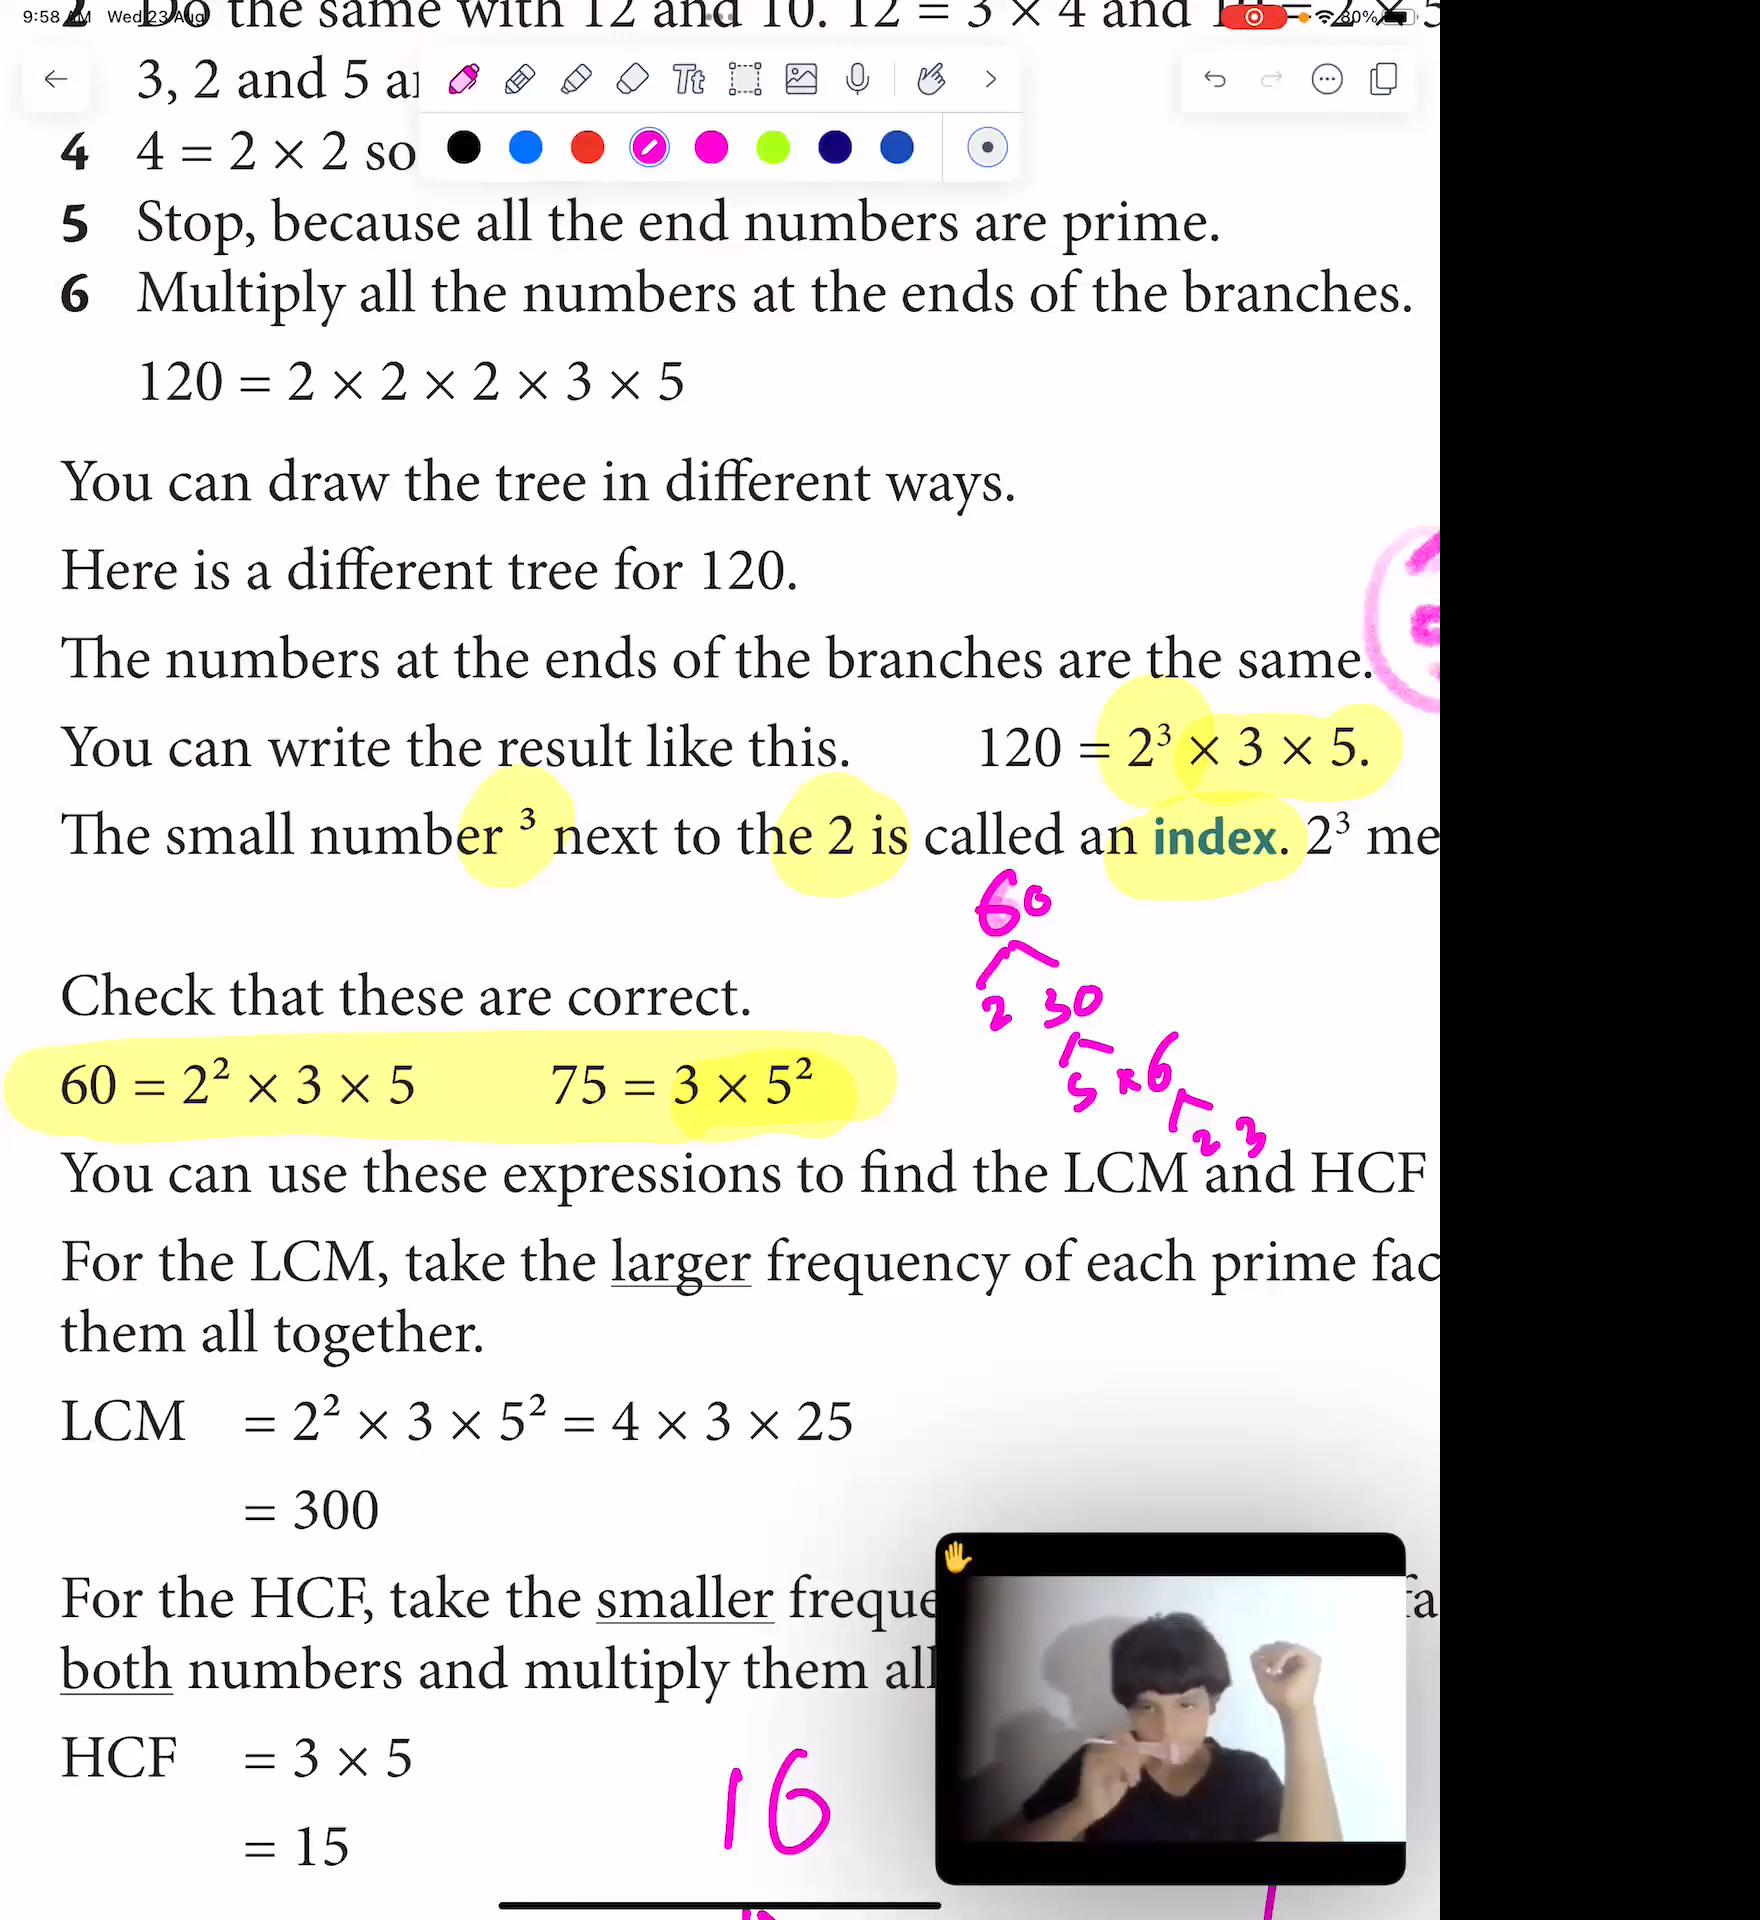 9:58 AM Wed 23 Aug 80%
2 Do the same with 12 and 10. 12 = 3 × 4 and 10 = 2 × 5
3, 2 and 5 ar
4 4 = 2 × 2 so
5 Stop, because all the end numbers are prime.
6 Multiply all the numbers at the ends of the branches.
120 = 2 × 2 × 2 × 3 × 5
You can draw the tree in different ways.
Here is a different tree for 120.
The numbers at the ends of the branches are the same.
You can write the result like this. 120 = 2³ × 3 × 5.
The small number ³ next to the 2 is called an index. 2³ me
60
2 30
5 × 6
2 3
Check that these are correct.
60 = 2² × 3 × 5 75 = 3 × 5²
You can use these expressions to find the LCM and HCF
For the LCM, take the larger frequency of each prime fac
them all together.
LCM = 2² × 3 × 5² = 4 × 3 × 25
= 300
For the HCF, take the smaller freque fa
both numbers and multiply them all
HCF = 3 × 5
= 15
16